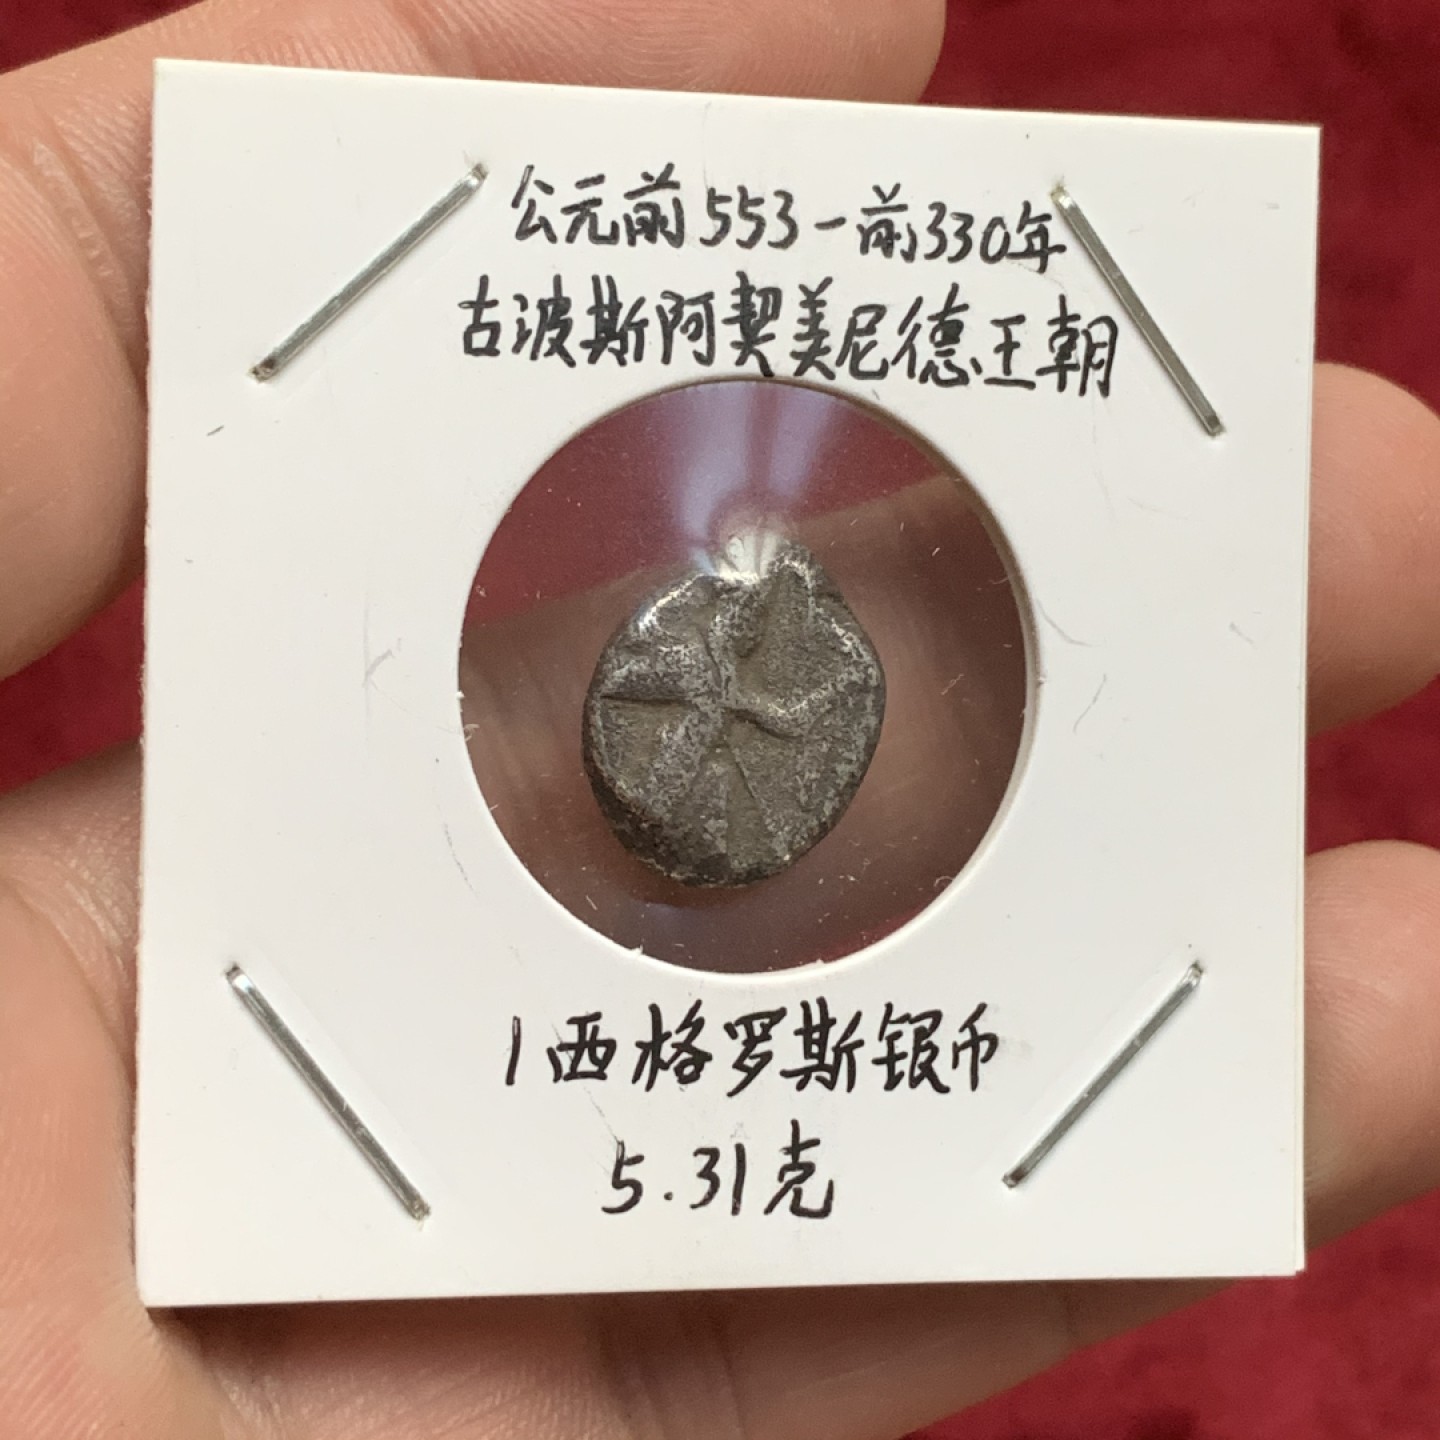 公元前553-前330年
古波斯阿契美尼德王朝
1西格罗斯银币
5.31克